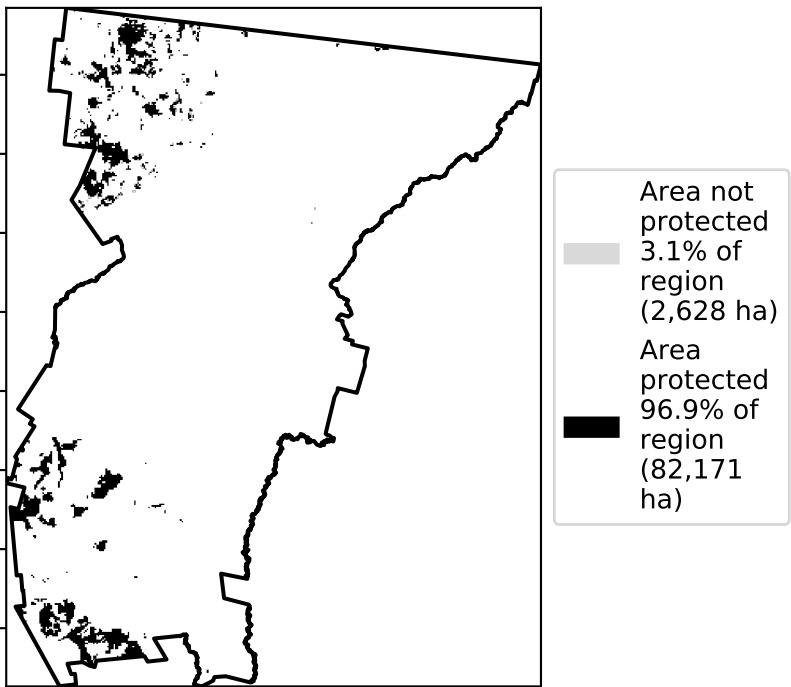 Area not
protected
3.1% of
region
(2,628 ha)
Area
protected
96.9% of
region
(82,171
ha)